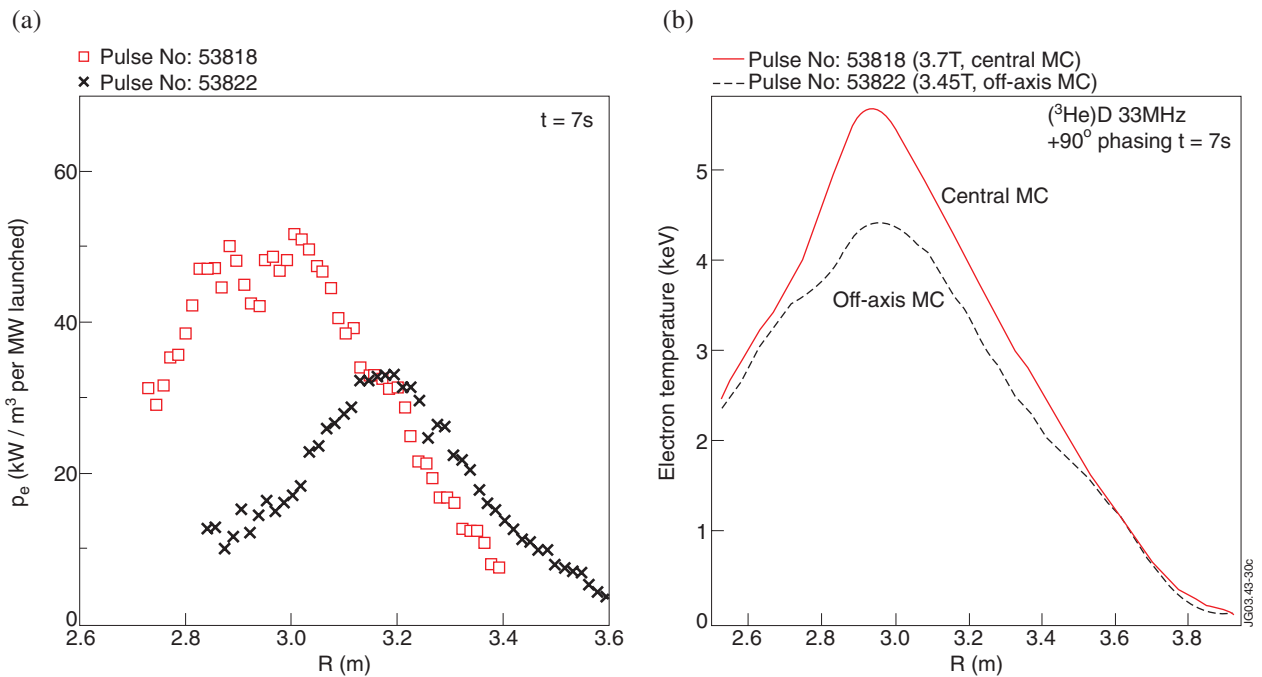 (a)
Pulse No: 53818
Pulse No: 53822
t = 7s
60
40
20
0
2.6 2.8 3.0 3.2 3.4 3.6
R (m)
pₑ (kW / m³ per MW launched)
(b)
Pulse No: 53818 (3.7T, central MC)
Pulse No: 53822 (3.45T, off-axis MC)
(³He)D 33MHz
+90° phasing t = 7s
Central MC
Off-axis MC
5
4
3
2
1
0
2.6 2.8 3.0 3.2 3.4 3.6 3.8
R (m)
Electron temperature (keV)
JG03.43-30c